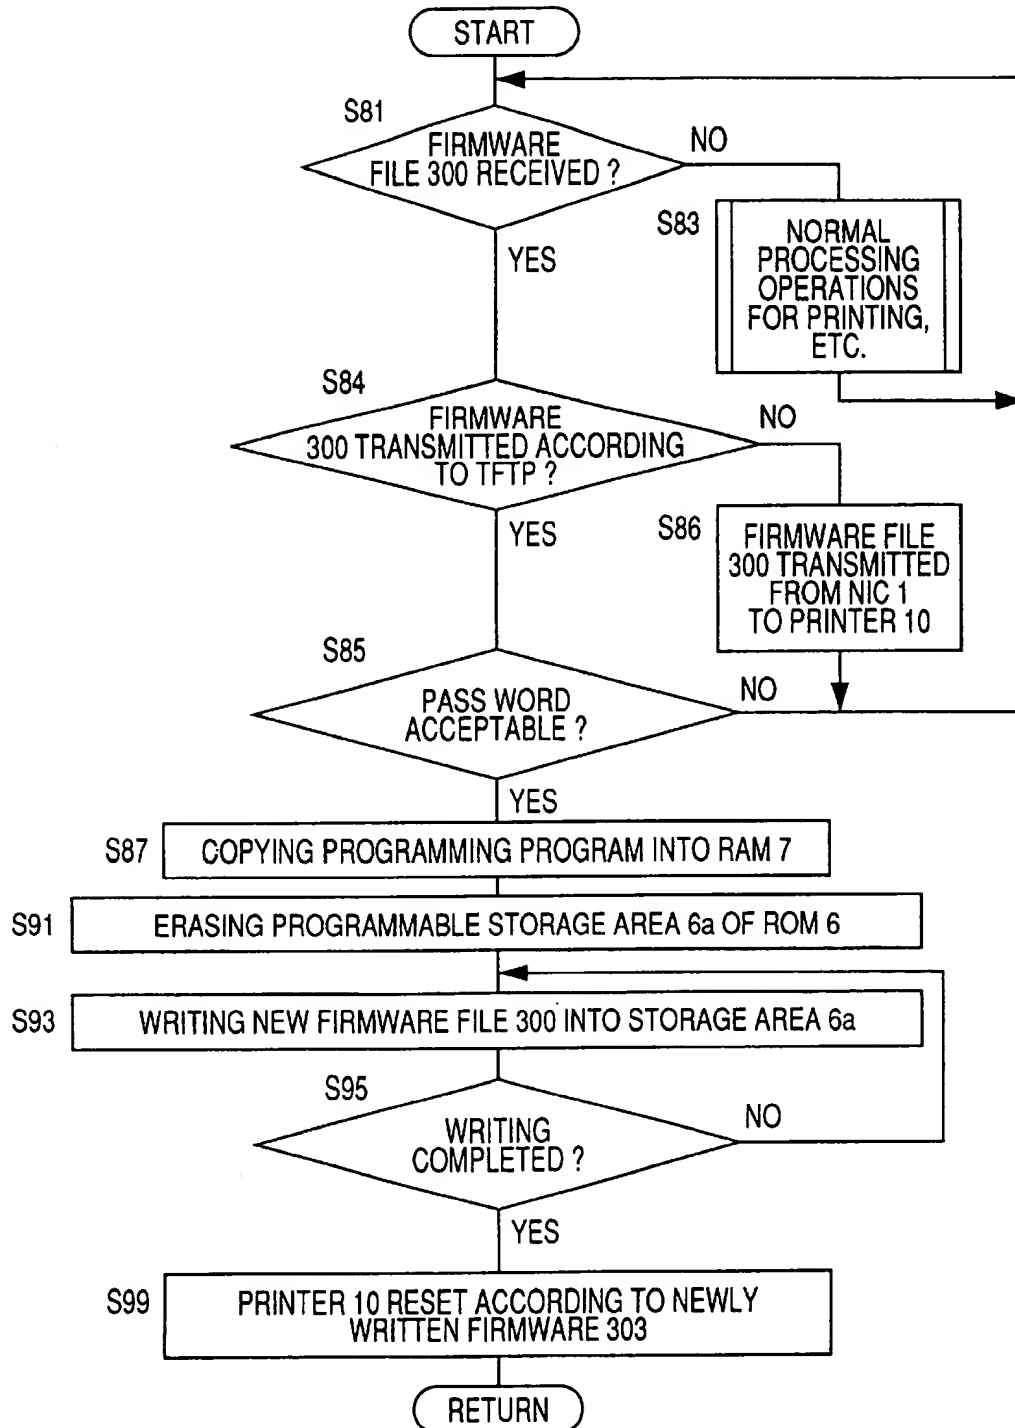 START
S81
FIRMWARE
FILE 300 RECEIVED ?
NO
YES
S83
NORMAL
PROCESSING
OPERATIONS
FOR PRINTING,
ETC.
S84
FIRMWARE
300 TRANSMITTED ACCORDING
TO TFTP ?
NO
YES
S86
FIRMWARE FILE
300 TRANSMITTED
FROM NIC 1
TO PRINTER 10
S85
PASS WORD
ACCEPTABLE ?
NO
YES
S87
COPYING PROGRAMMING PROGRAM INTO RAM 7
S91
ERASING PROGRAMMABLE STORAGE AREA 6a OF ROM 6
S93
WRITING NEW FIRMWARE FILE 300 INTO STORAGE AREA 6a
S95
WRITING
COMPLETED ?
NO
YES
S99
PRINTER 10 RESET ACCORDING TO NEWLY
WRITTEN FIRMWARE 303
RETURN